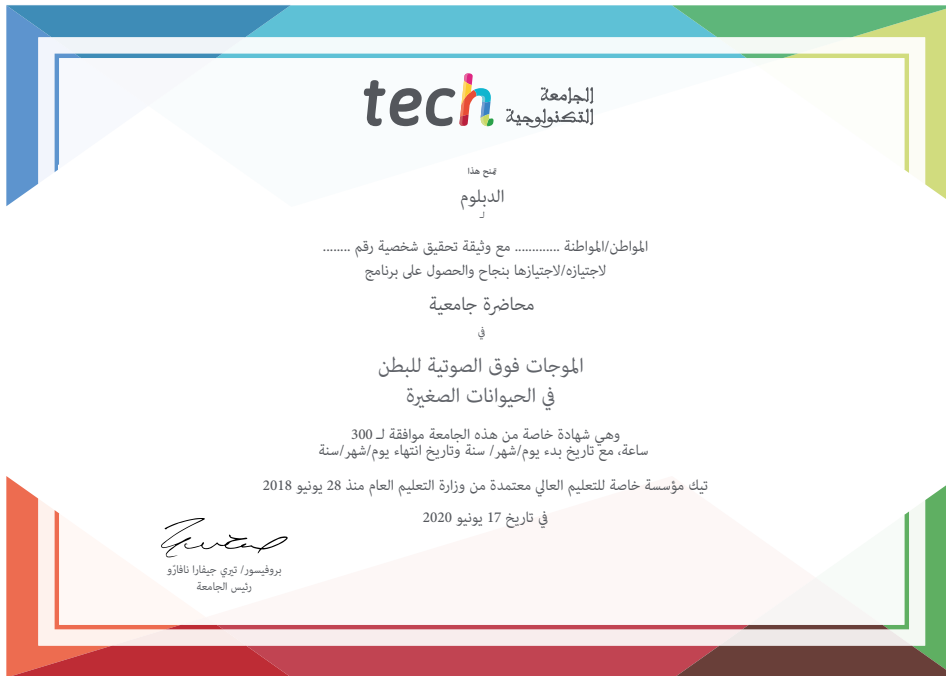 tech الجامعة
التكنولوجية
يمنح هذا
الدبلوم
لـ
المواطن/المواطنة ............. مع وثيقة تحقيق شخصية رقم ........
لاجتيازه/لاجتيازها بنجاح والحصول على برنامج
محاضرة جامعية
في
الموجات فوق الصوتية للبطن
في الحيوانات الصغيرة
وهي شهادة خاصة من هذه الجامعة موافقة لـ 300
ساعة، مع تاريخ بدء يوم/شهر/ سنة وتاريخ انتهاء يوم/شهر/سنة
تيك مؤسسة خاصة للتعليم العالي معتمدة من وزارة التعليم العام منذ 28 يونيو 2018
في تاريخ 17 يونيو 2020
بروفيسور/ تيري جيفارا نافارّو
رئيس الجامعة